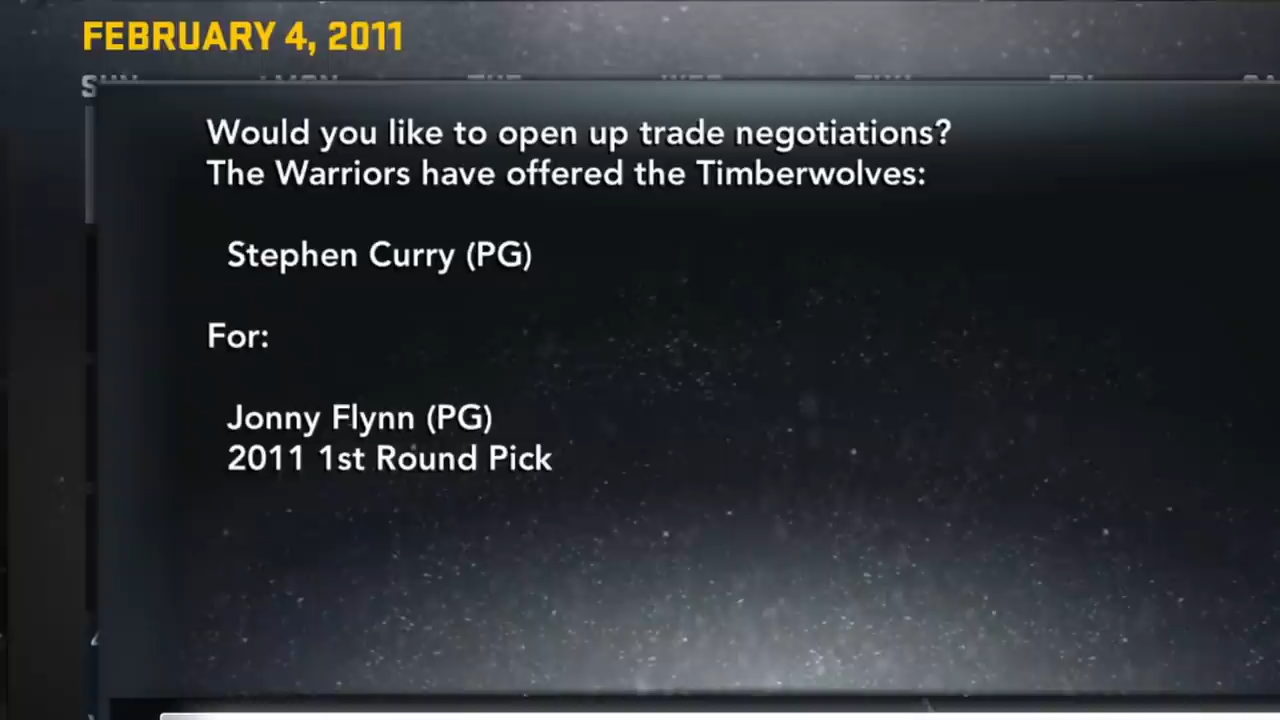 FEBRUARY 4, 2011
Would you like to open up trade negotiations?
The Warriors have offered the Timberwolves:
Stephen Curry (PG)
For:
Jonny Flynn (PG)
2011 1st Round Pick